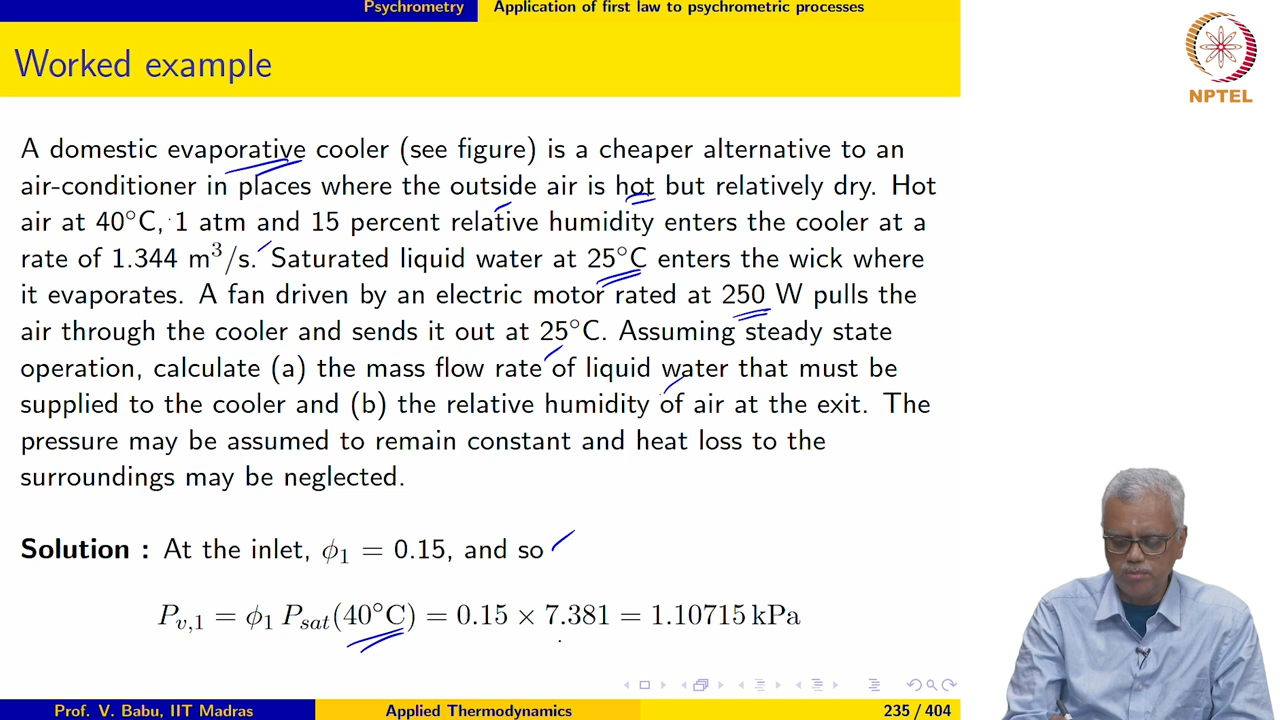 Psychrometry Application of first law to psychrometric processes
Worked example
NPTEL
A domestic evaporative cooler (see figure) is a cheaper alternative to an
air-conditioner in places where the outside air is hot but relatively dry. Hot
air at 40°C, 1 atm and 15 percent relative humidity enters the cooler at a
rate of 1.344 m³/s. Saturated liquid water at 25°C enters the wick where
it evaporates. A fan driven by an electric motor rated at 250 W pulls the
air through the cooler and sends it out at 25°C. Assuming steady state
operation, calculate (a) the mass flow rate of liquid water that must be
supplied to the cooler and (b) the relative humidity of air at the exit. The
pressure may be assumed to remain constant and heat loss to the
surroundings may be neglected.
Solution : At the inlet, ϕ₁ = 0.15, and so
P_{v,1} = ϕ₁ P_{sat}(40°C) = 0.15 × 7.381 = 1.10715 kPa
Prof. V. Babu, IIT Madras Applied Thermodynamics 235 / 404